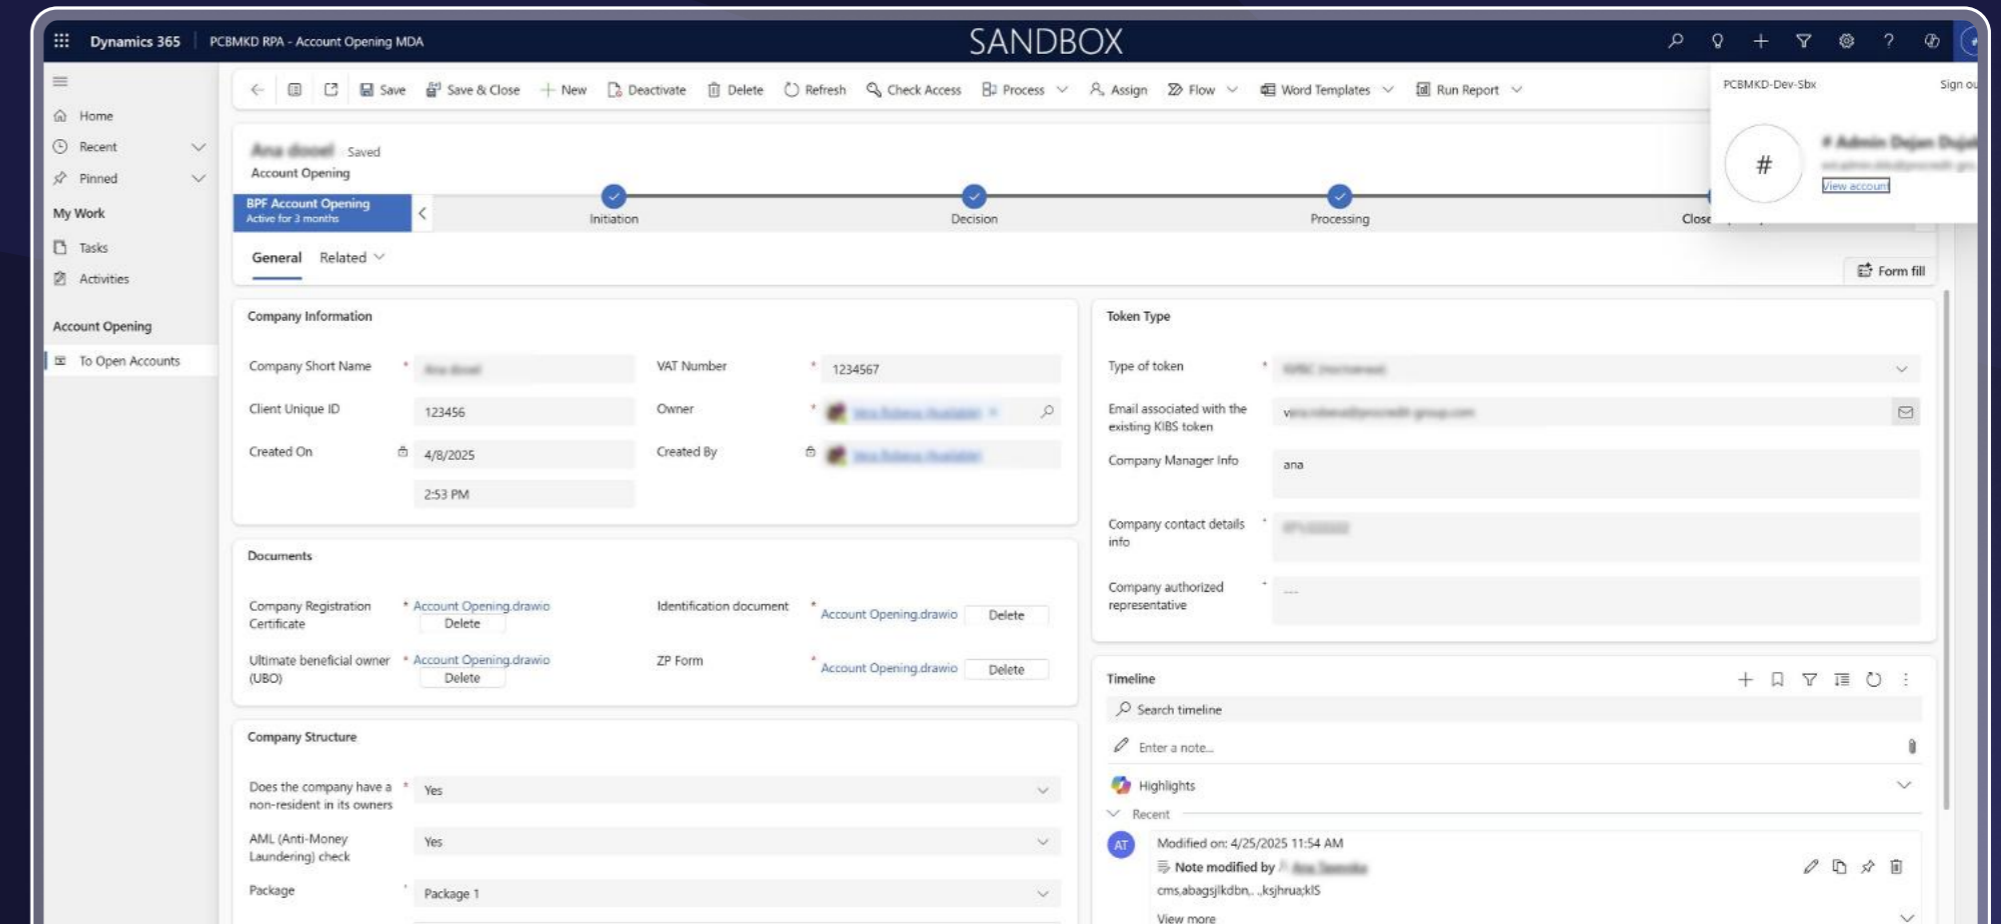 Dynamics 365 PCBMKD RPA - Account Opening MDA
SANDBOX
PCBMKD-Dev-Sbx
Sign ou
#
# Admin Dejan
View account
Home
Recent
Pinned
My Work
Tasks
Activities
Account Opening
To Open Accounts
Save Save & Close New Deactivate Delete Refresh Check Access Process Assign Flow Word Templates Run Report
Ana dooel Saved
Account Opening
BPF Account Opening
Active for 3 months
Initiation
Decision
Processing
Close
General Related
Form fill
Company Information
Company Short Name * Ana dooel
VAT Number * 1234567
Client Unique ID 123456
Owner *
Created On 4/8/2025
2:53 PM
Created By
Documents
Company Registration
Certificate
* Account Opening.drawio
Delete
Identification document * Account Opening.drawio Delete
Ultimate beneficial owner
(UBO)
* Account Opening.drawio
Delete
ZP Form * Account Opening.drawio Delete
Company Structure
Does the company have a
non-resident in its owners
* Yes
AML (Anti-Money
Laundering) check
Yes
Package * Package 1
Token Type
Type of token *
Email associated with the
existing KIBS token
Company Manager Info
ana
Company contact details
info
*
Company authorized
representative
*
---
Timeline
Search timeline
Enter a note...
Highlights
Recent
AT
Modified on: 4/25/2025 11:54 AM
Note modified by
cms,abagsjlkdbn,. .,ksjhrua;klS
View more